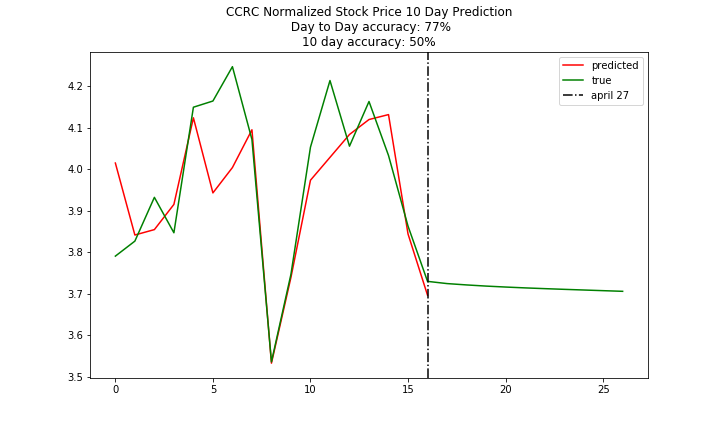 CCRC Normalized Stock Price 10 Day Prediction
Day to Day accuracy: 77%
10 day accuracy: 50%
predicted
true
april 27
4.2
4.1
4.0
3.9
3.8
3.7
3.6
3.5
0 5 10 15 20 25